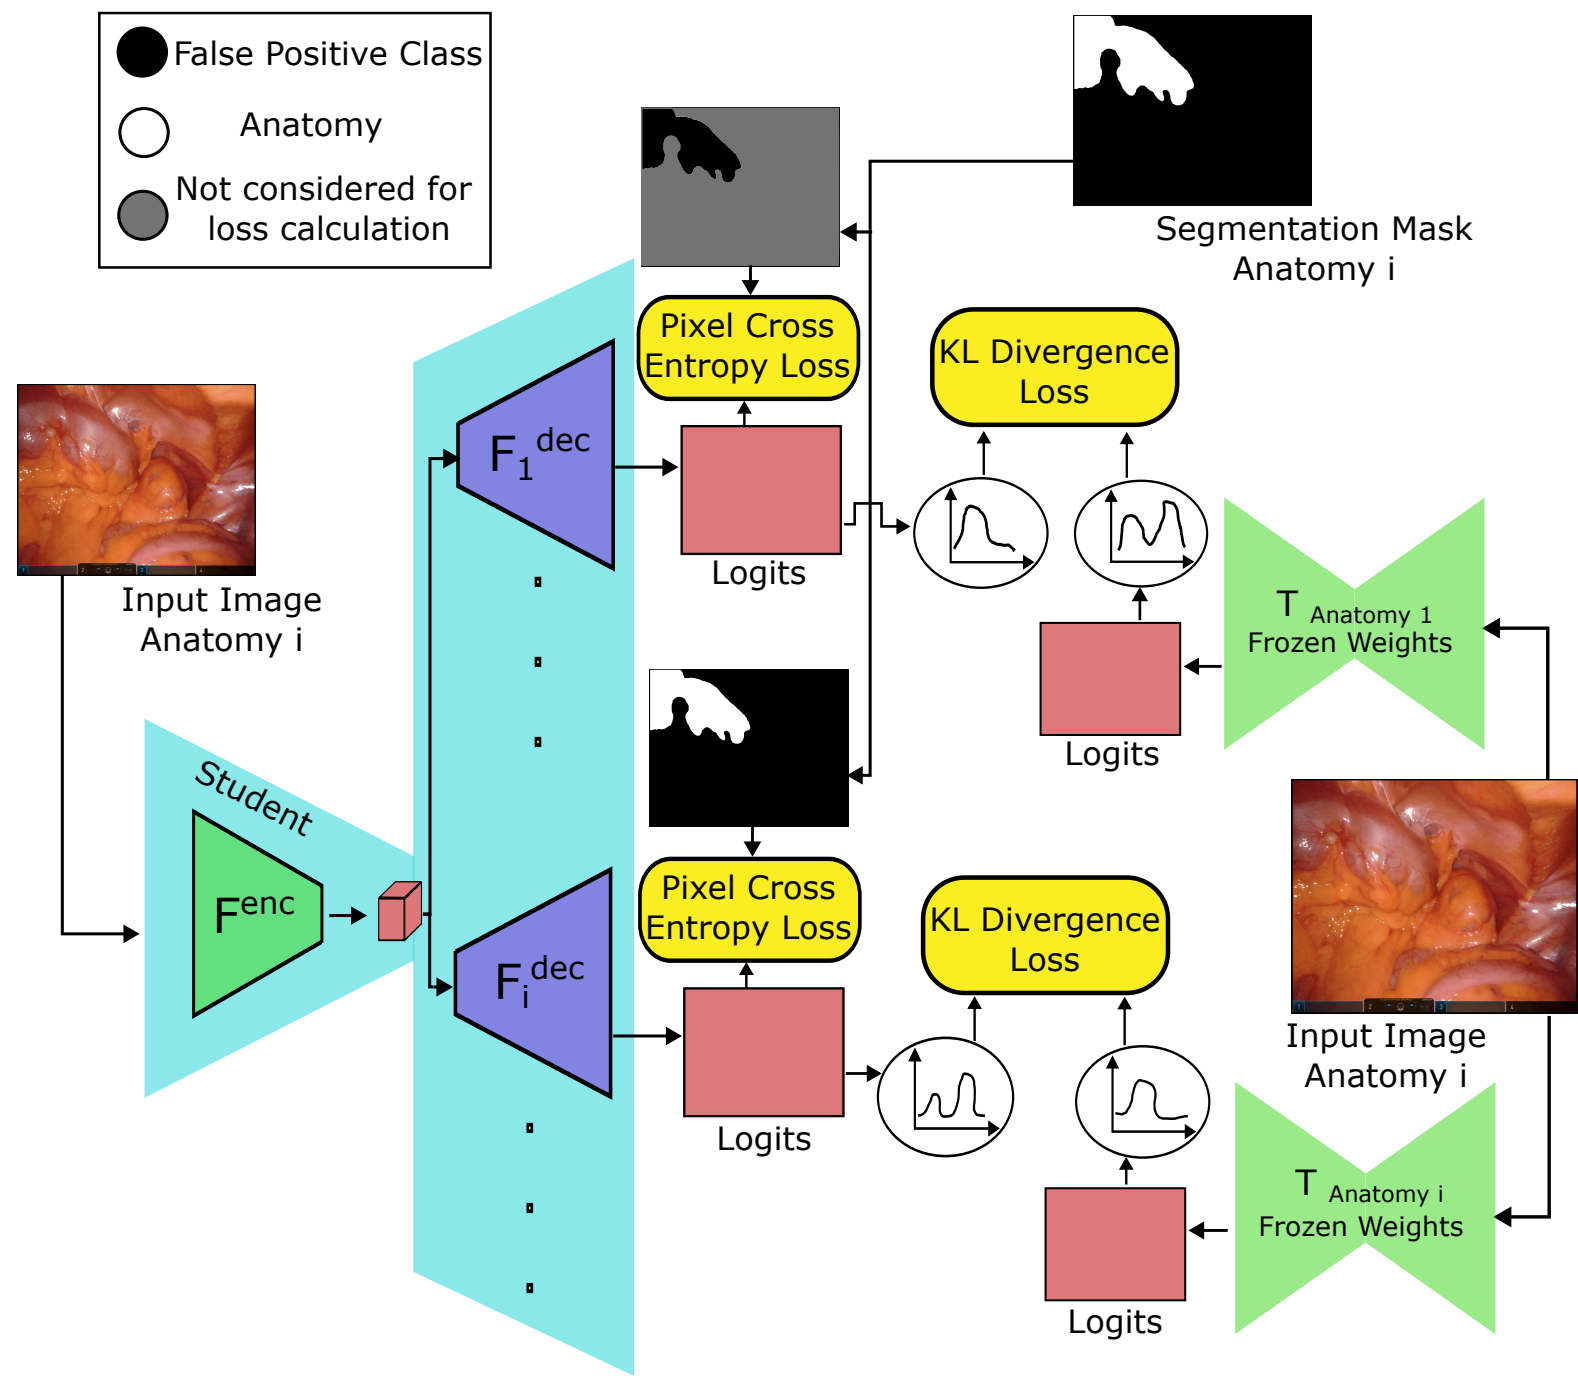 False Positive Class
Anatomy
Not considered for
loss calculation
Segmentation Mask
Anatomy i
Pixel Cross
Entropy Loss
KL Divergence
Loss
F₁ᵈᵉᶜ
Logits
Input Image
Anatomy i
T Anatomy 1
Frozen Weights
Logits
Student
Fᵉⁿᶜ
Pixel Cross
Entropy Loss
KL Divergence
Loss
Fᵢᵈᵉᶜ
Logits
Input Image
Anatomy i
T Anatomy i
Frozen Weights
Logits